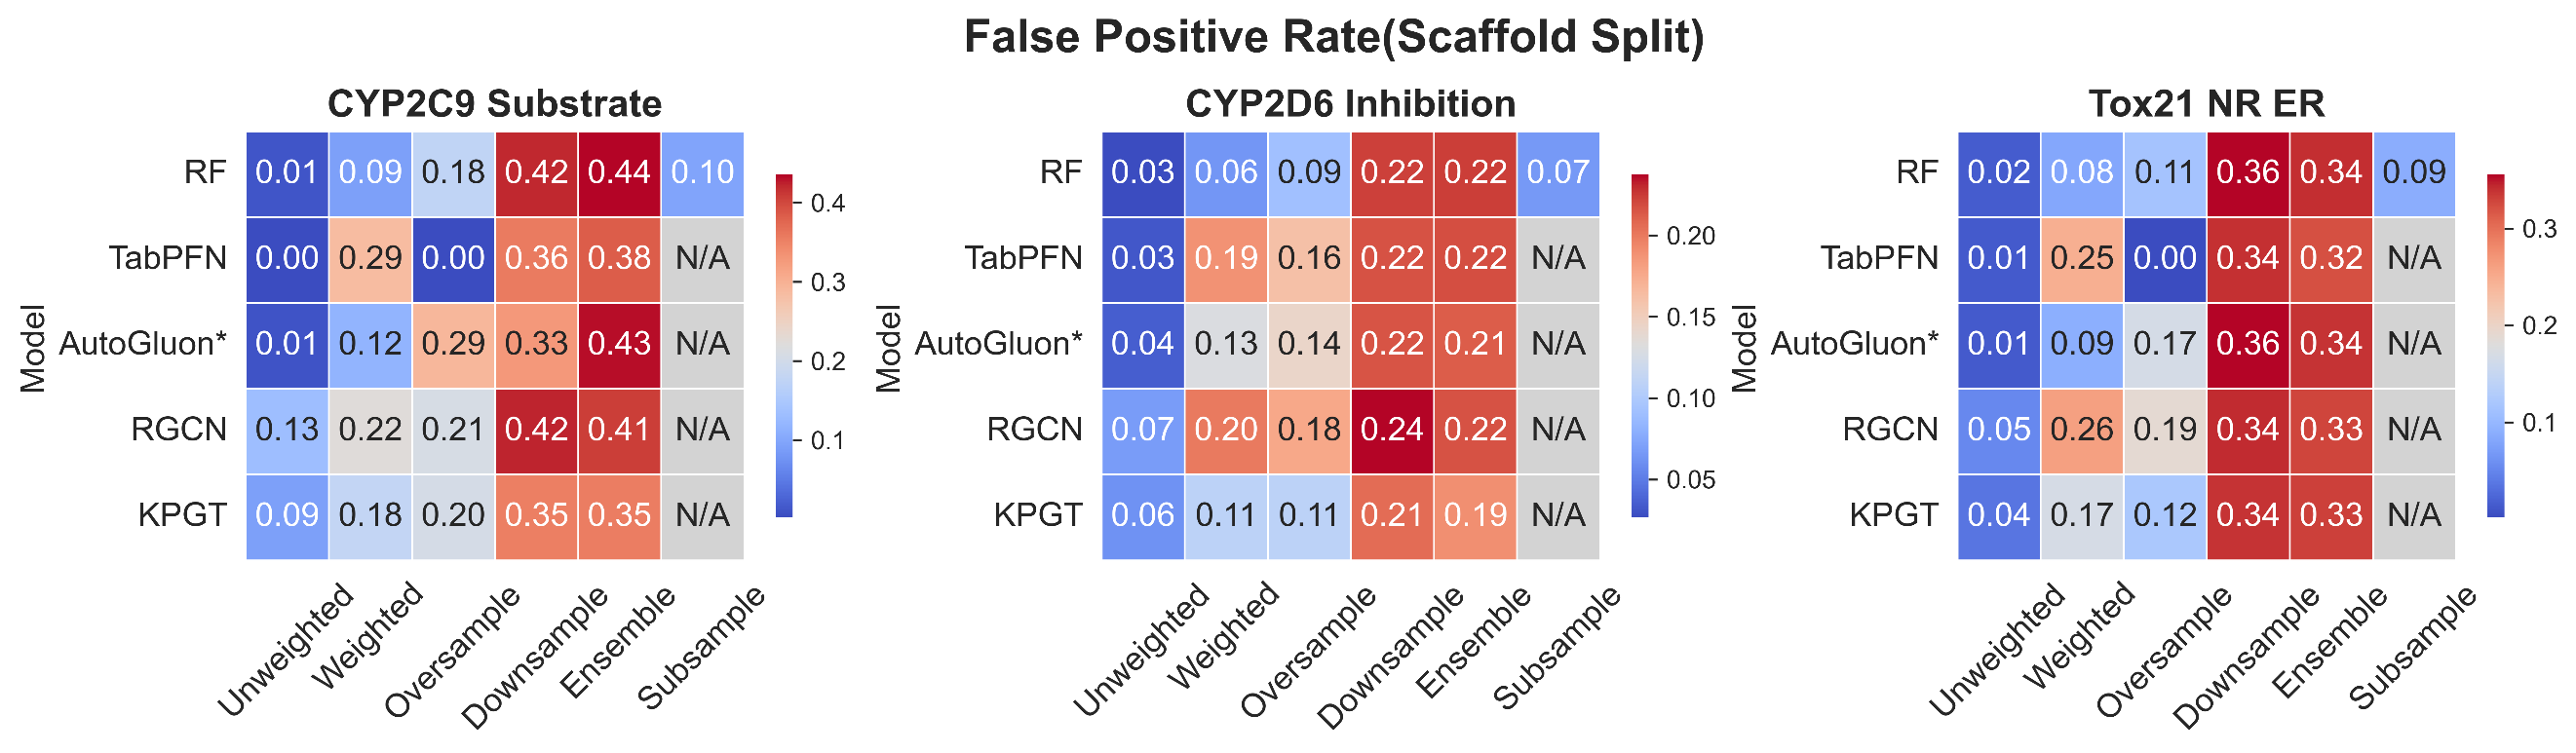 False Positive Rate(Scaffold Split)
CYP2C9 Substrate
Model
RF 0.01 0.09 0.18 0.42 0.44 0.10
TabPFN 0.00 0.29 0.00 0.36 0.38 N/A
AutoGluon* 0.01 0.12 0.29 0.33 0.43 N/A
RGCN 0.13 0.22 0.21 0.42 0.41 N/A
KPGT 0.09 0.18 0.20 0.35 0.35 N/A
Unweighted Weighted Oversample Downsample Ensemble Subsample
0.4
0.3
0.2
0.1
CYP2D6 Inhibition
Model
RF 0.03 0.06 0.09 0.22 0.22 0.07
TabPFN 0.03 0.19 0.16 0.22 0.22 N/A
AutoGluon* 0.04 0.13 0.14 0.22 0.21 N/A
RGCN 0.07 0.20 0.18 0.24 0.22 N/A
KPGT 0.06 0.11 0.11 0.21 0.19 N/A
Unweighted Weighted Oversample Downsample Ensemble Subsample
0.20
0.15
0.10
0.05
Tox21 NR ER
Model
RF 0.02 0.08 0.11 0.36 0.34 0.09
TabPFN 0.01 0.25 0.00 0.34 0.32 N/A
AutoGluon* 0.01 0.09 0.17 0.36 0.34 N/A
RGCN 0.05 0.26 0.19 0.34 0.33 N/A
KPGT 0.04 0.17 0.12 0.34 0.33 N/A
Unweighted Weighted Oversample Downsample Ensemble Subsample
0.3
0.2
0.1